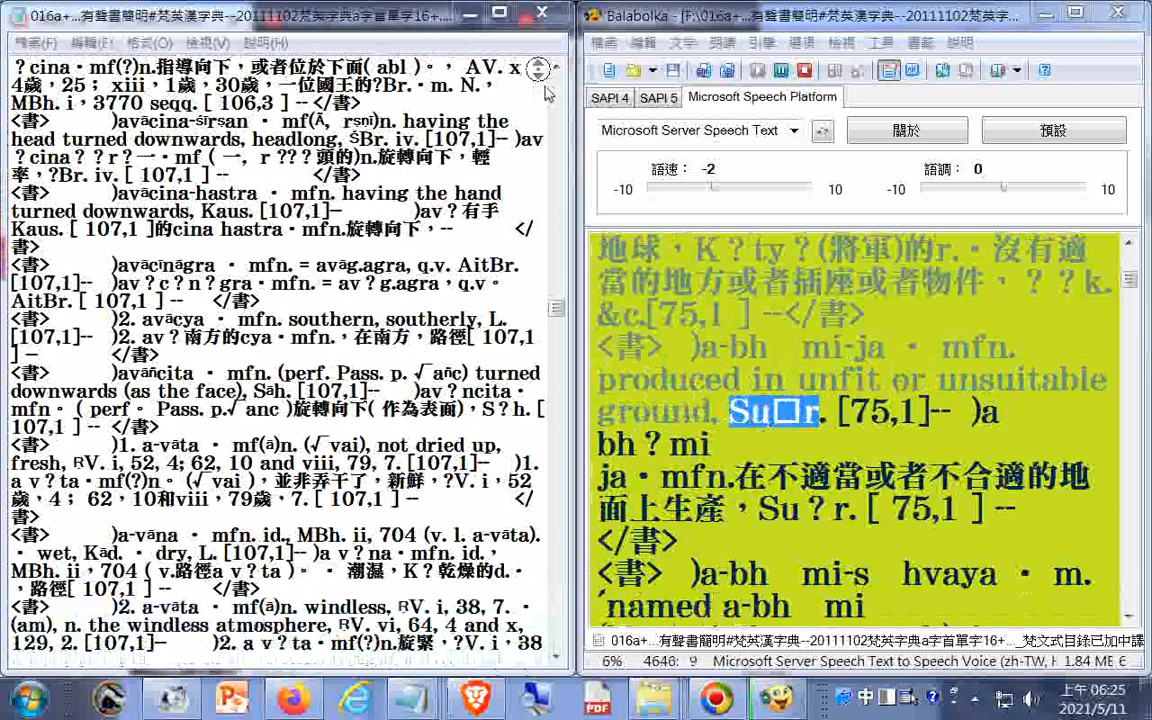 016a+...有聲書簡明#梵英漢字典--20111102梵英字典a字首單字16+...
檔案(F) 編輯(E) 格式(O) 檢視(V) 說明(H)
?cina‧mf(?)n.指導向下，或者位於下面( abl )。， AV. x
4歲，25； xiii，1歲，30歲，一位國王的?Br.‧m. N.，
MBh. i，3770 seqq. [ 106,3 ] --</書>
<書> )avācina-śīrṣan ‧ mf(Ā, rṣṇī)n. having the
head turned downwards, headlong, ŚBr. iv. [107,1]-- )av
?cina？？r？一‧mf ( 一，r ???頭的)n.旋轉向下，輕
率，?Br. iv. [ 107,1 ] -- </書>
<書> )avācina-hastra ‧ mfn. having the hand
turned downwards, Kaus. [107,1]-- )av？有手
Kaus. [ 107,1 ]的cina hastra‧mfn.旋轉向下，-- </
書>
<書> )avācīnāgra ‧ mfn. = avāg.agra, q.v. AitBr.
[107,1]-- )av？c？n？gra‧mfn. = av？g.agra, q.v。
AitBr. [ 107,1 ] -- </書>
<書> )2. avācya ‧ mfn. southern, southerly, L.
[107,1]-- )2. av？南方的cya‧mfn.，在南方，路徑[ 107,1
] -- </書>
<書> )avāñcita ‧ mfn. (perf. Pass. p. √añc) turned
downwards (as the face), Sāh. [107,1]-- )av？ncita‧
mfn。( perf。Pass. p.√anc )旋轉向下( 作為表面)，S？h. [
107,1 ] -- </書>
<書> )1. a-vāta ‧ mf(ā)n. (√vai), not dried up,
fresh, RV. i, 52, 4; 62, 10 and viii, 79, 7. [107,1]-- )1.
a v？ta‧mf(?)n. (√vai )，並非弄干了，新鮮，?V. i，52
歲，4； 62，10和viii，79歲，7. [ 107,1 ] -- </
書>
<書> )a-vāna ‧ mfn. id., MBh. ii, 704 (v. l. a-vāta).
‧ wet, Kād. ‧ dry, L. [107,1]-- )a v？na‧mfn. id.，
MBh. ii，704 ( v.路徑a v？ta )。‧ 潮濕，K？乾燥的d.‧
，路徑[ 107,1 ] -- </書>
<書> )2. a-vāta ‧ mf(ā)n. windless, RV. i, 38, 7. ‧
(am), n. the windless atmosphere, RV. vi, 64, 4 and x,
129, 2. [107,1]-- )2. a v？ta‧mf(?)n.旋緊，?V. i，38
Balabolka - [F:\016a+...有聲書簡明#梵英漢字典--20111102梵英字...
檔案 編輯 文字 朗讀 引擎 選項 檢視 工具 書籤 說明
SAPI 4 SAPI 5 Microsoft Speech Platform
Microsoft Server Speech Text 關於 預設
語速： -2 語調： 0
-10 10 -10 10
地球，K？ty？(將軍)的r.‧沒有適
當的地方或者插座或者物件，？？k.
&c.[75,1 ] --</書>
<書> )a-bh mi-ja ‧ mfn.
produced in unfit or unsuitable
ground, Su□r. [75,1]-- )a
bh？mi
ja‧mfn.在不適當或者不合適的地
面上生產，Su？r. [ 75,1 ] --
</書>
<書> )a-bh mi-s hvaya ‧ m.
´named a-bh mi
016a+...有聲書簡明#梵英漢字典--20111102梵英字典a字首單字16+..._梵文式目錄已加中譯
6% 4646: 9 Microsoft Server Speech Text to Speech Voice (zh-TW, H 1.84 MB 6
中
上午 06:25
2021/5/11